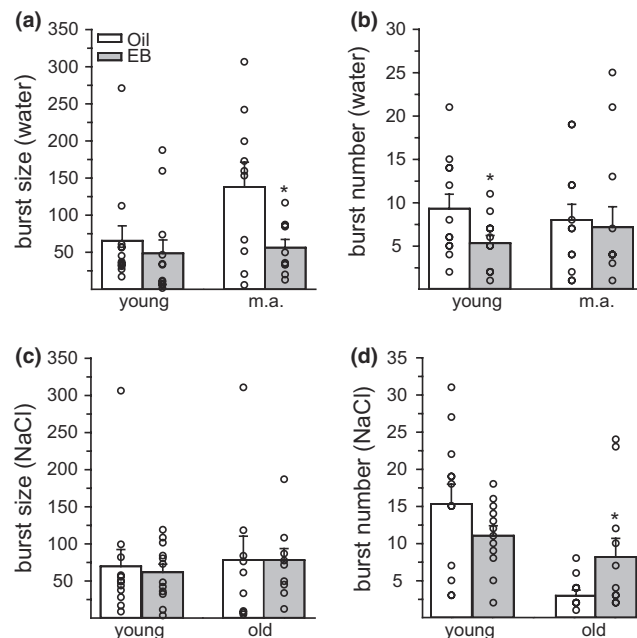 (a)
Oil
EB
burst size (water)
350
300
250
200
150
100
50
young
m.a.
*
(b)
burst number (water)
30
25
20
15
10
5
young
m.a.
*
(c)
burst size (NaCl)
350
300
250
200
150
100
50
young
old
(d)
burst number (NaCl)
35
30
25
20
15
10
5
young
old
*